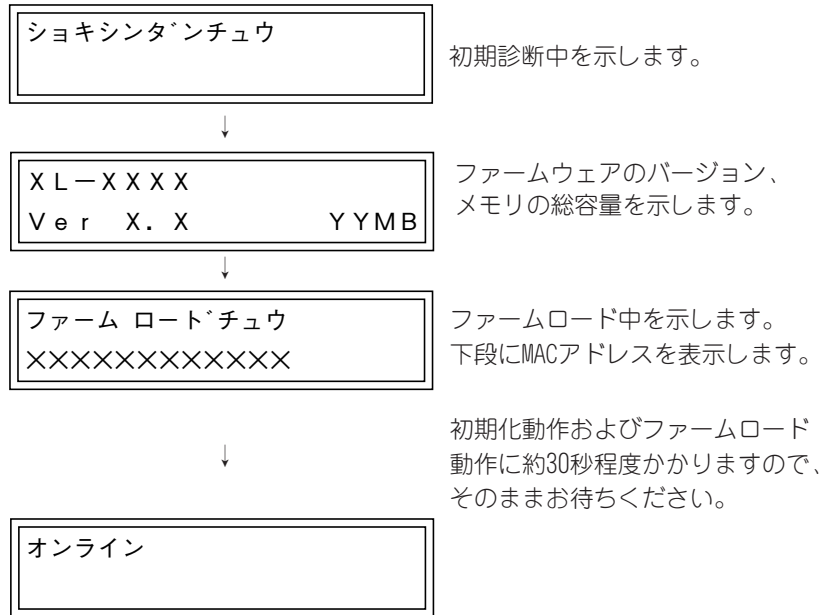 ショキシンダンチュウ
初期診断中を示します。
↓
XL－XXXX
Ver X．X YYMB
ファームウェアのバージョン、
メモリの総容量を示します。
↓
ファーム ロードチュウ
××××××××××××
ファームロード中を示します。
下段にMACアドレスを表示します。
↓
初期化動作およびファームロード
動作に約30秒程度かかりますので、
そのままお待ちください。
オンライン